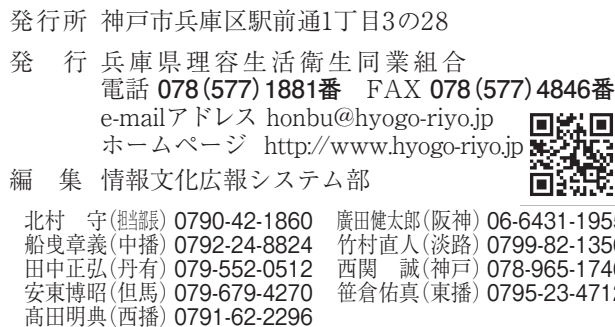 発行所 神戸市兵庫区駅前通1丁目3の28
発　行 兵庫県理容生活衛生同業組合
電話 078(577)1881番　FAX 078(577)4846番
e-mailアドレス honbu@hyogo-riyo.jp
ホームページ http://www.hyogo-riyo.jp
編　集 情報文化広報システム部
北村　守(担当部長) 0790-42-1860 廣田健太郎(阪神) 06-6431-195
船曵章義(中播) 0792-24-8824 竹村直人(淡路) 0799-82-135
田中正弘(丹有) 079-552-0512 西関　誠(神戸) 078-965-174
安東博昭(但馬) 079-679-4270 笹倉佑真(東播) 0795-23-471
髙田明典(西播) 0791-62-2296